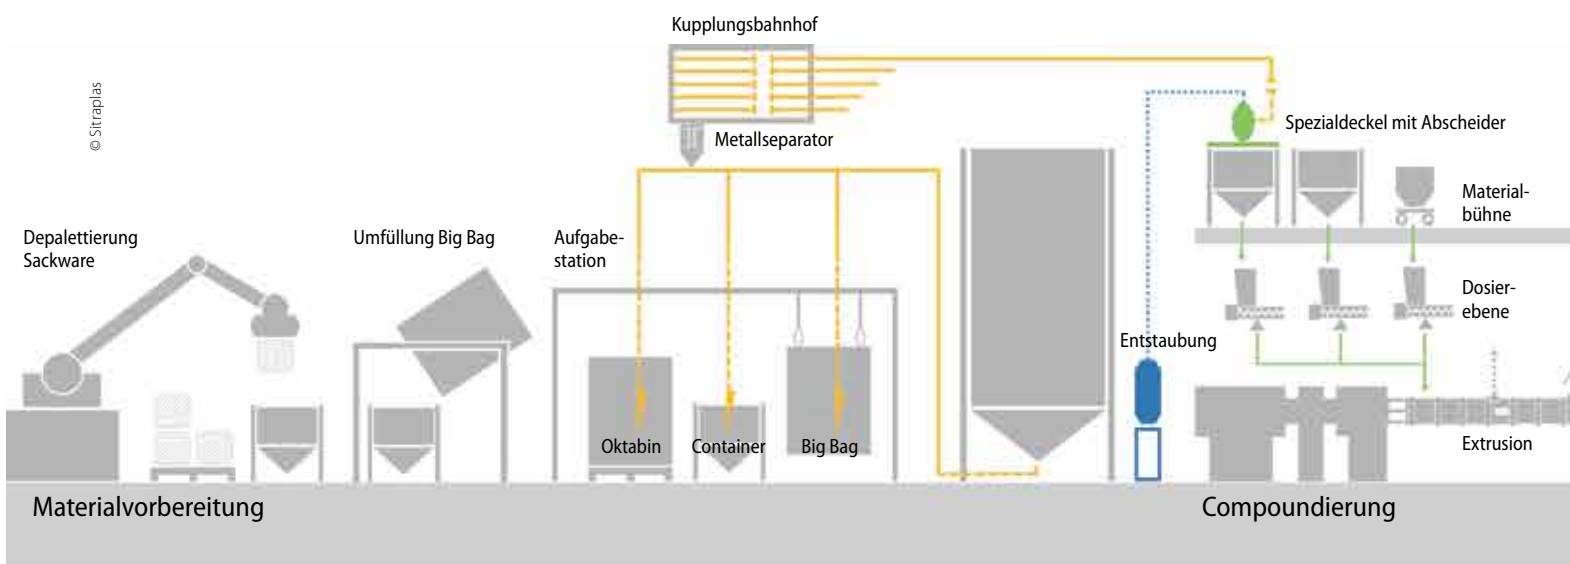 Kupplungsbahnhof
© Sitraplas
Metallseparator
Spezialdeckel mit Abscheider
Material-
bühne
Depalettierung
Sackware
Umfüllung Big Bag
Aufgabe-
station
Dosier-
ebene
Entstaubung
Oktabin
Container
Big Bag
Extrusion
Materialvorbereitung
Compoundierung